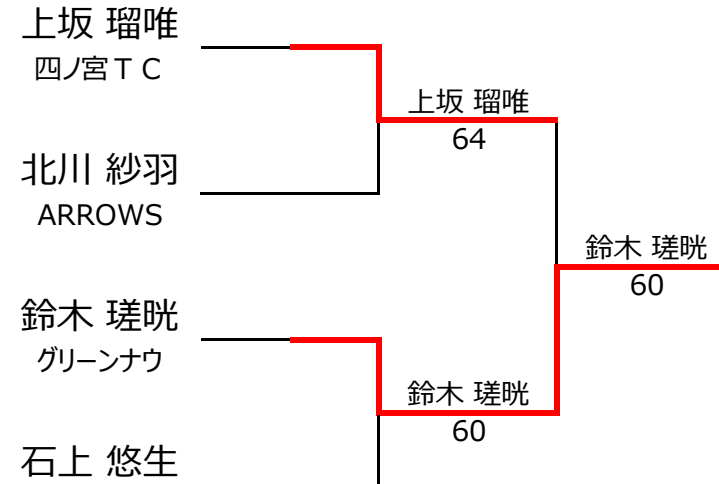 上坂 瑠唯
四ノ宮ＴＣ
上坂 瑠唯
64
北川 紗羽
ARROWS
鈴木 瑳晄
60
鈴木 瑳晄
グリーンナウ
鈴木 瑳晄
60
石上 悠生